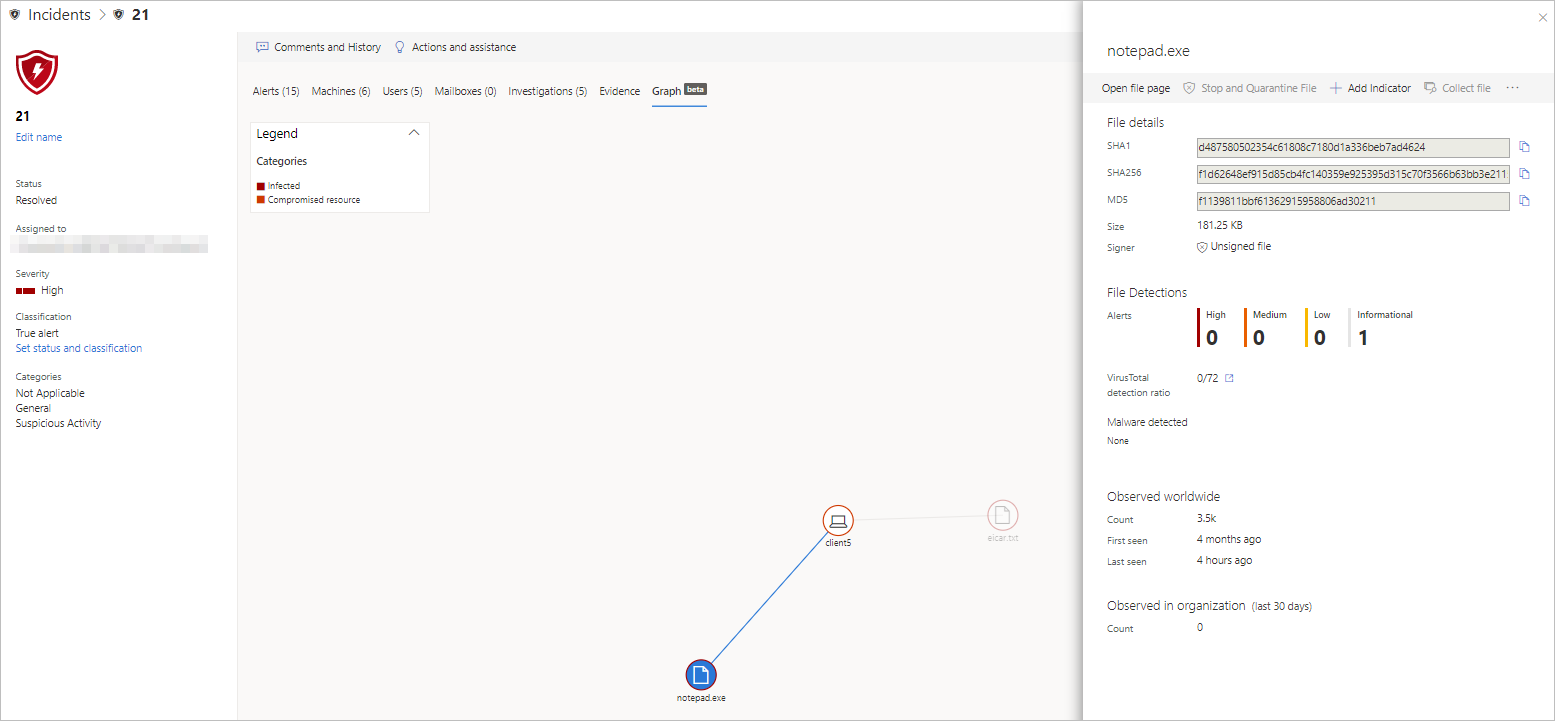 Incidents > 21
21
Edit name
Status
Resolved
Assigned to
Severity
High
Classification
True alert
Set status and classification
Categories
Not Applicable
General
Suspicious Activity
Comments and History
Actions and assistance
Alerts (15)
Machines (6)
Users (5)
Mailboxes (0)
Investigations (5)
Evidence
Graph beta
Legend
Categories
Infected
Compromised resource
client5
eicar.txt
notepad.exe
notepad.exe
Open file page
Stop and Quarantine File
Add Indicator
Collect file
...
File details
SHA1
d487580502354c61808c7180d1a336beb7ad4624
SHA256
f1d62648ef915d85cb4fc140359e925395d315c70f3566b63bb3e211
MD5
f1139811bbf61362915958806ad30211
Size
181.25 KB
Signer
Unsigned file
File Detections
Alerts
High
0
Medium
0
Low
0
Informational
1
VirusTotal
detection ratio
0/72
Malware detected
None
Observed worldwide
Count
3.5k
First seen
4 months ago
Last seen
4 hours ago
Observed in organization (last 30 days)
Count
0